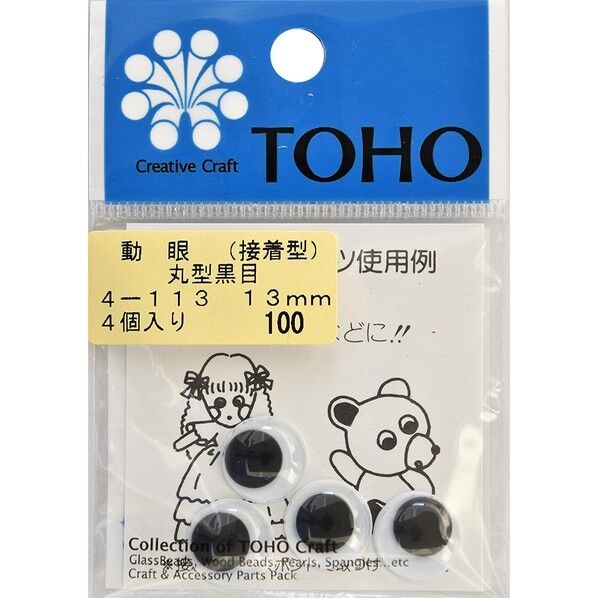 Creative Craft
TOHO
動 眼 (接着型)
丸型黒目
4ー113 13mm
4個入り 100
ツ使用例
などに!!
Collection of TOHO Craft
GlassBeads, Wood Beads, Pearls, Spangles...etc
Craft & Accessory Parts Pack